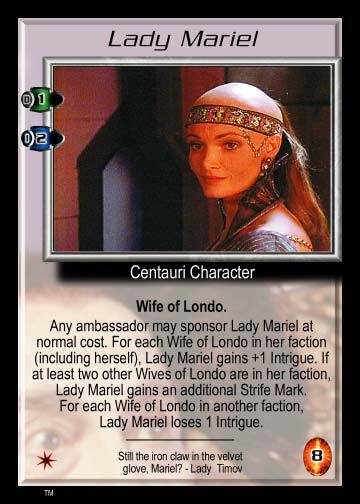 Lady Mariel
D 1
I 2
Centauri Character
Wife of Londo.
Any ambassador may sponsor Lady Mariel at
normal cost. For each Wife of Londo in her faction
(including herself), Lady Mariel gains +1 Intrigue. If
at least two other Wives of Londo are in her faction,
Lady Mariel gains an additional Strife Mark.
For each Wife of Londo in another faction,
Lady Mariel loses 1 Intrigue.
Still the iron claw in the velvet
glove, Mariel? - Lady Timov
8
TM